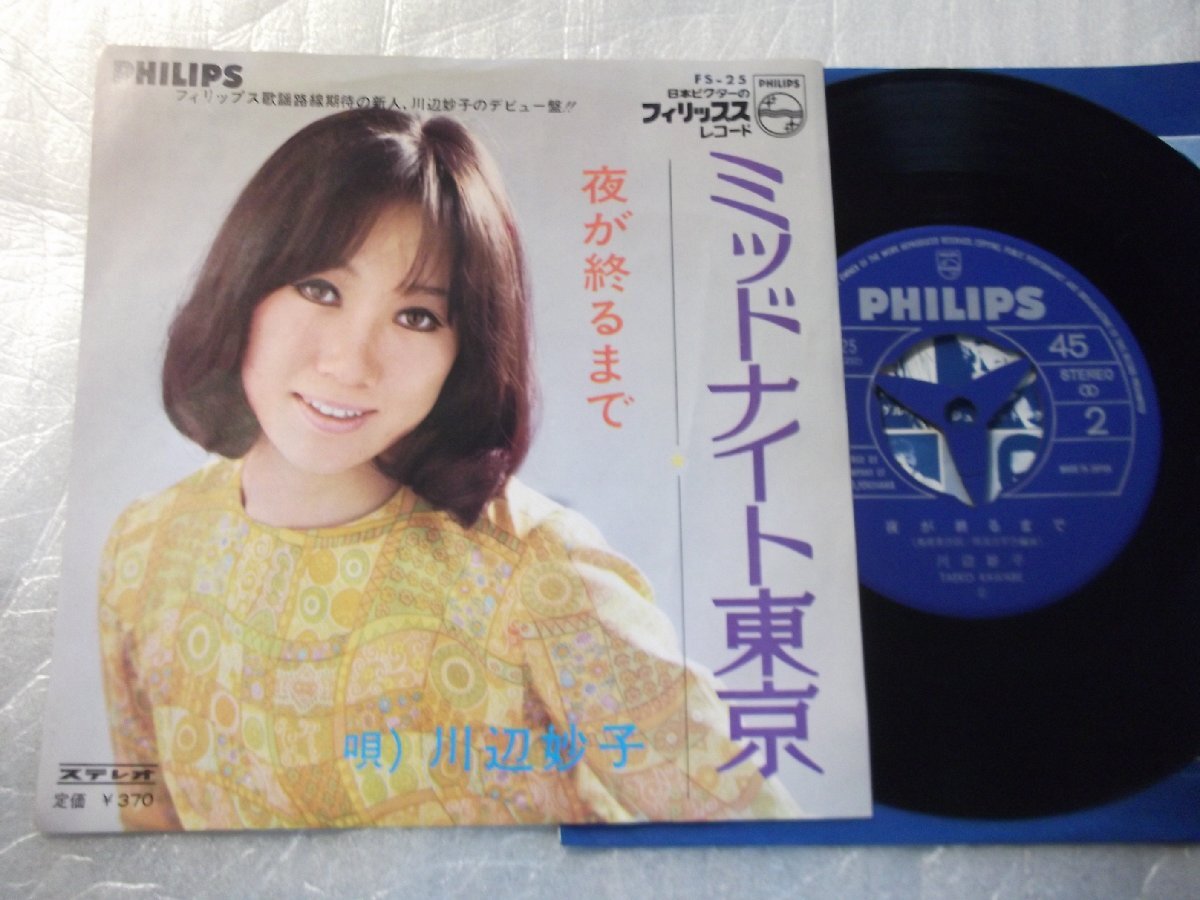 PHILIPS
フィリップス歌謡路線期待の新人、川辺妙子のデビュー盤!!
FS-25
日本ビクターの
フィリップス
レコード
PHILIPS
ミッドナイト東京
夜が終るまで
唄)川辺妙子
ステレオ
定価 ¥370
PHILIPS
45
STEREO
2
MADE IN JAPAN
夜が終るまで
川辺妙子
TAEKO KAWABE